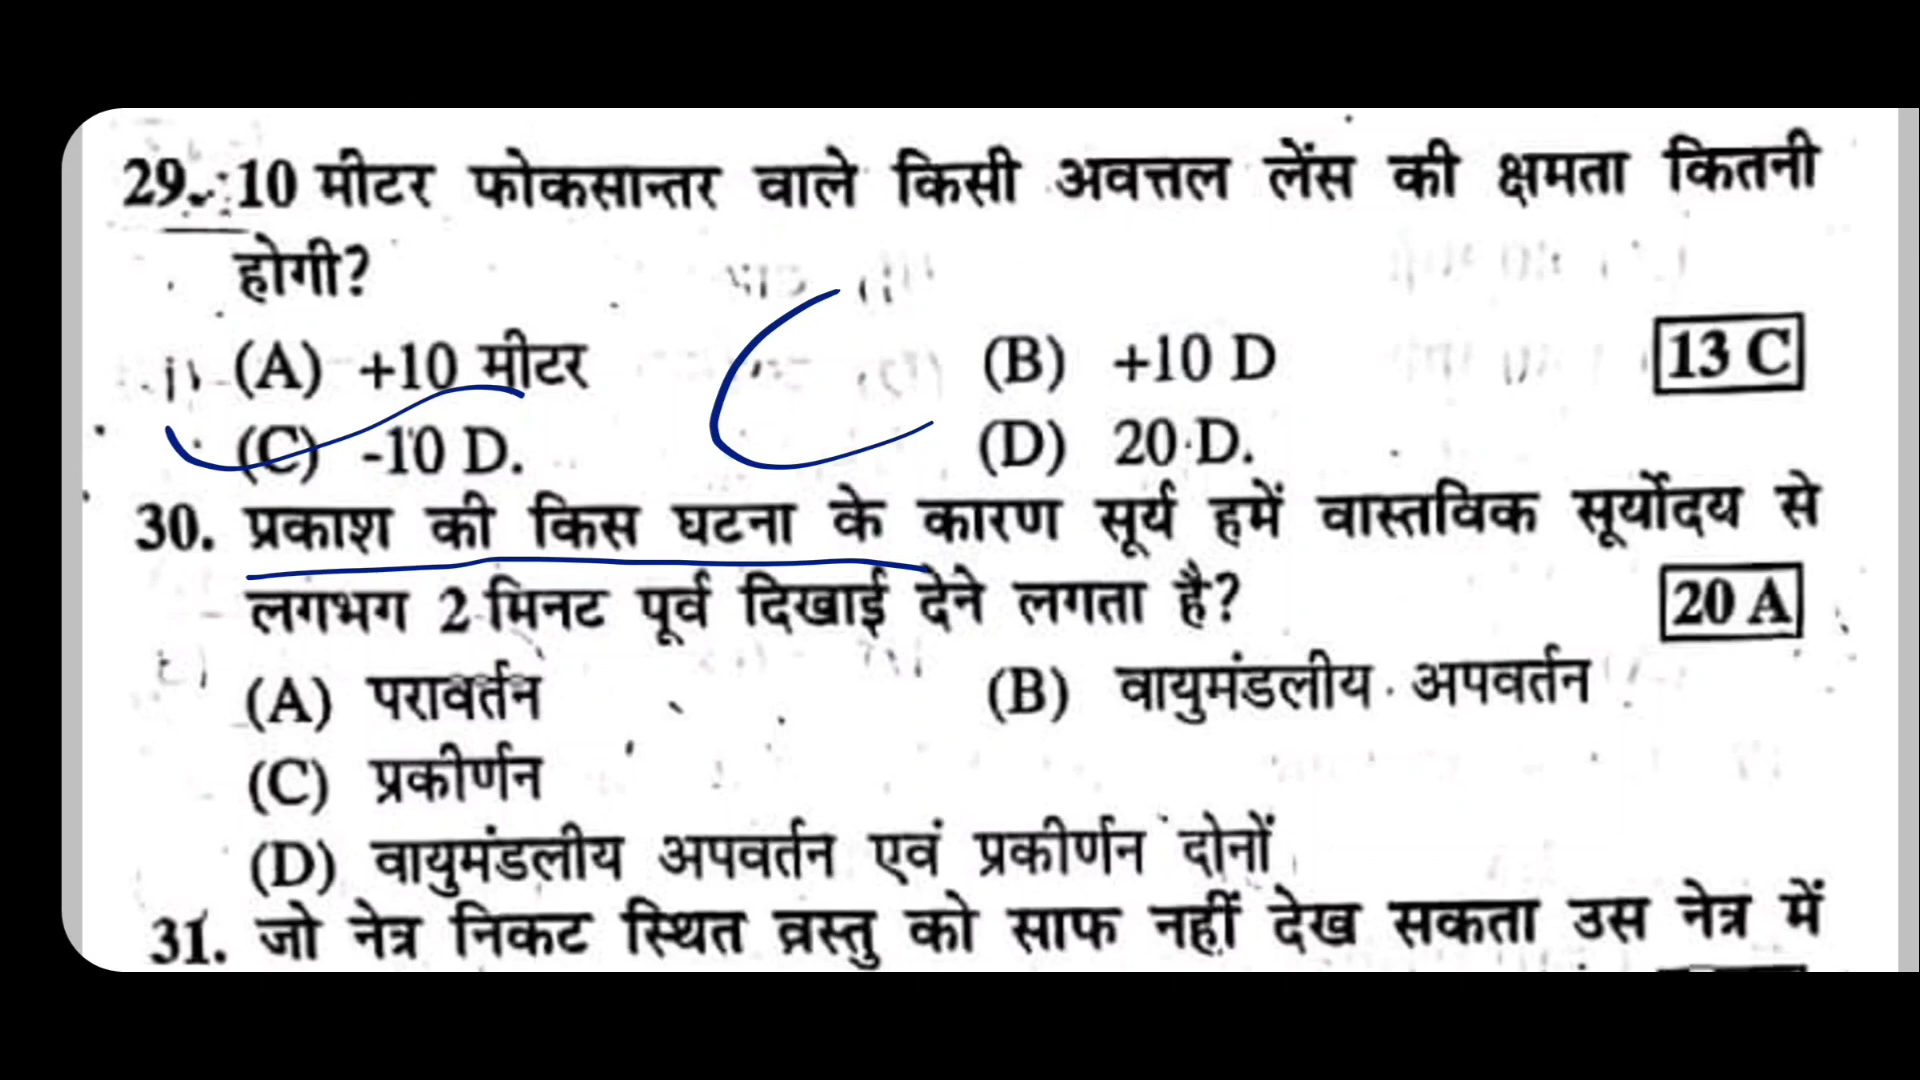 29. 10 मीटर फोकसान्तर वाले किसी अवत्तल लेंस की क्षमता कितनी
होगी?
(A) +10 मीटर (B) +10 D 13 C
(C) -10 D. (D) 20 D.
30. प्रकाश की किस घटना के कारण सूर्य हमें वास्तविक सूर्योदय से
लगभग 2 मिनट पूर्व दिखाई देने लगता है? 20 A
(A) परावर्तन (B) वायुमंडलीय अपवर्तन
(C) प्रकीर्णन
(D) वायुमंडलीय अपवर्तन एवं प्रकीर्णन दोनों
31. जो नेत्र निकट स्थित वस्तु को साफ नहीं देख सकता उस नेत्र में